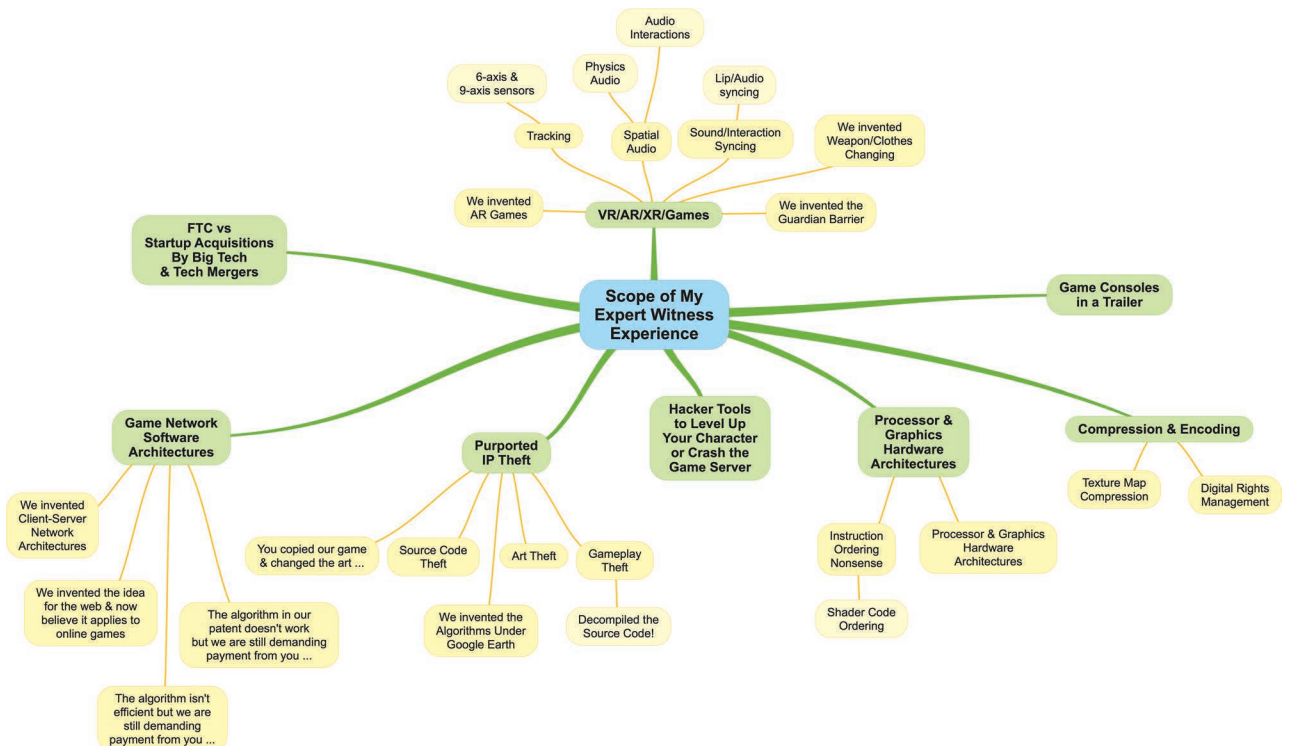 Audio
Interactions
Physics
Audio
Lip/Audio
syncing
6-axis &
9-axis sensors
Tracking
Spatial
Audio
Sound/Interaction
Syncing
We invented
Weapon/Clothes
Changing
We invented
AR Games
VR/AR/XR/Games
We invented the
Guardian Barrier
FTC vs
Startup Acquisitions
By Big Tech
& Tech Mergers
Scope of My
Expert Witness
Experience
Game Consoles
in a Trailer
Game Network
Software
Architectures
Purported
IP Theft
Hacker Tools
to Level Up
Your Character
or Crash the
Game Server
Processor &
Graphics
Hardware
Architectures
Compression & Encoding
Texture Map
Compression
Digital Rights
Management
We invented
Client-Server
Network
Architectures
We invented the idea
for the web & now
believe it applies to
online games
The algorithm isn't
efficient but we are
still demanding
payment from you ...
The algorithm in our
patent doesn't work
but we are still demanding
payment from you ...
You copied our game
& changed the art ...
Source Code
Theft
We invented the
Algorithms Under
Google Earth
Art Theft
Gameplay
Theft
Decompiled the
Source Code!
Instruction
Ordering
Nonsense
Shader Code
Ordering
Processor & Graphics
Hardware
Architectures